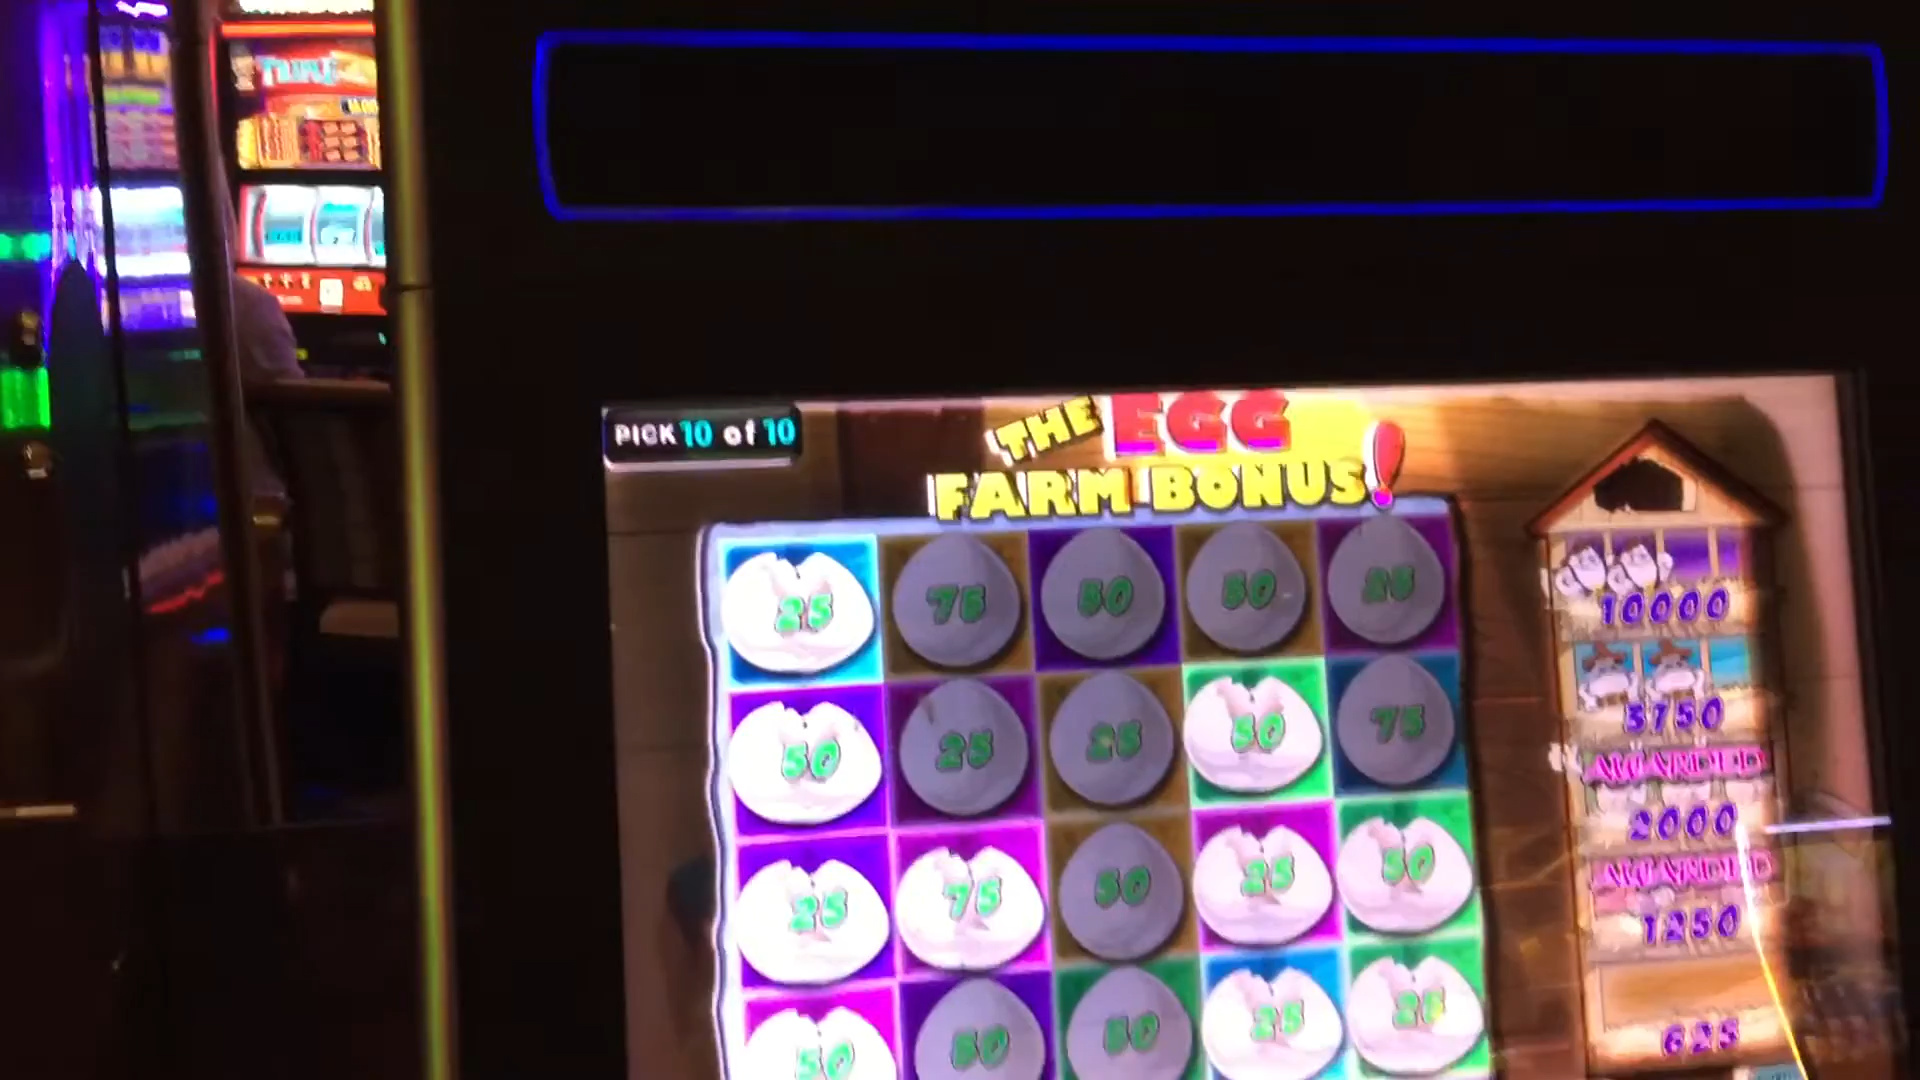 PICK 10 of 10
THE EGG
FARM BONUS!
25 75 50 50 25
50 25 25 50 75
25 75 50 25 50
50 50 50 25 25
10000
3750
AWARDED
2000
AWARDED
1250
625